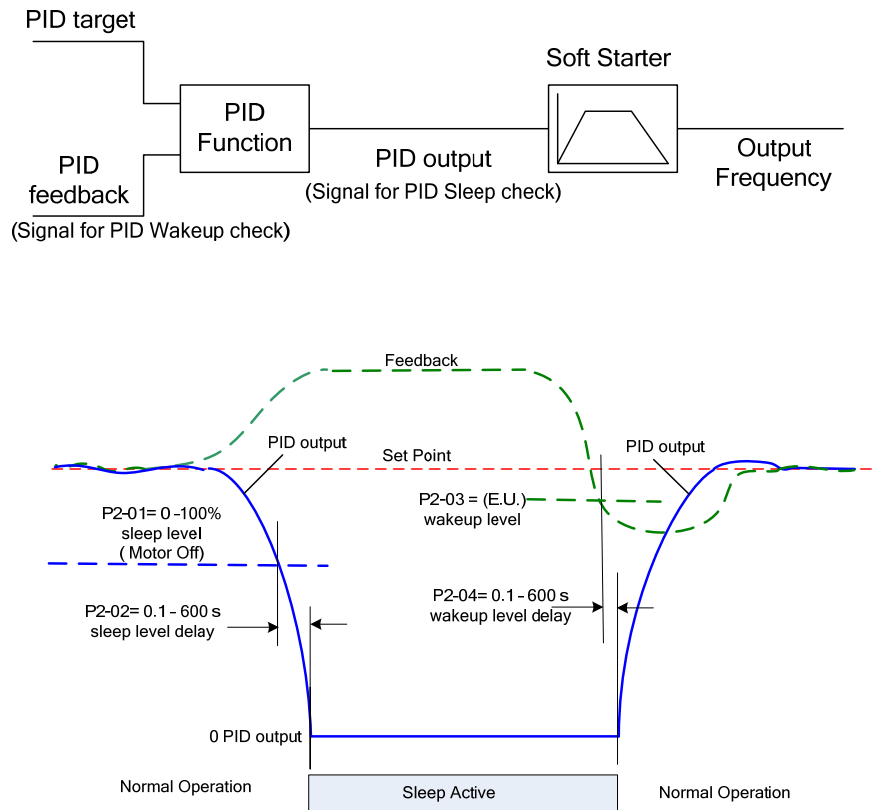 PID target
Soft Starter
PID
Function
PID
feedback
PID output
Output
Frequency
(Signal for PID Sleep check)
(Signal for PID Wakeup check)
Feedback
PID output
Set Point
PID output
P2-01= 0 -100%
sleep level
( Motor Off)
P2-03 = (E.U.)
wakeup level
P2-02= 0.1 - 600 s
sleep level delay
P2-04= 0.1 - 600 s
wakeup level delay
0 PID output
Normal Operation
Sleep Active
Normal Operation